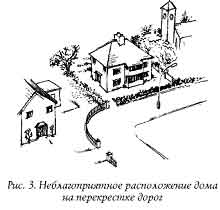 Рис. 3. Неблагоприятное расположение дома
на перекрестке дорог